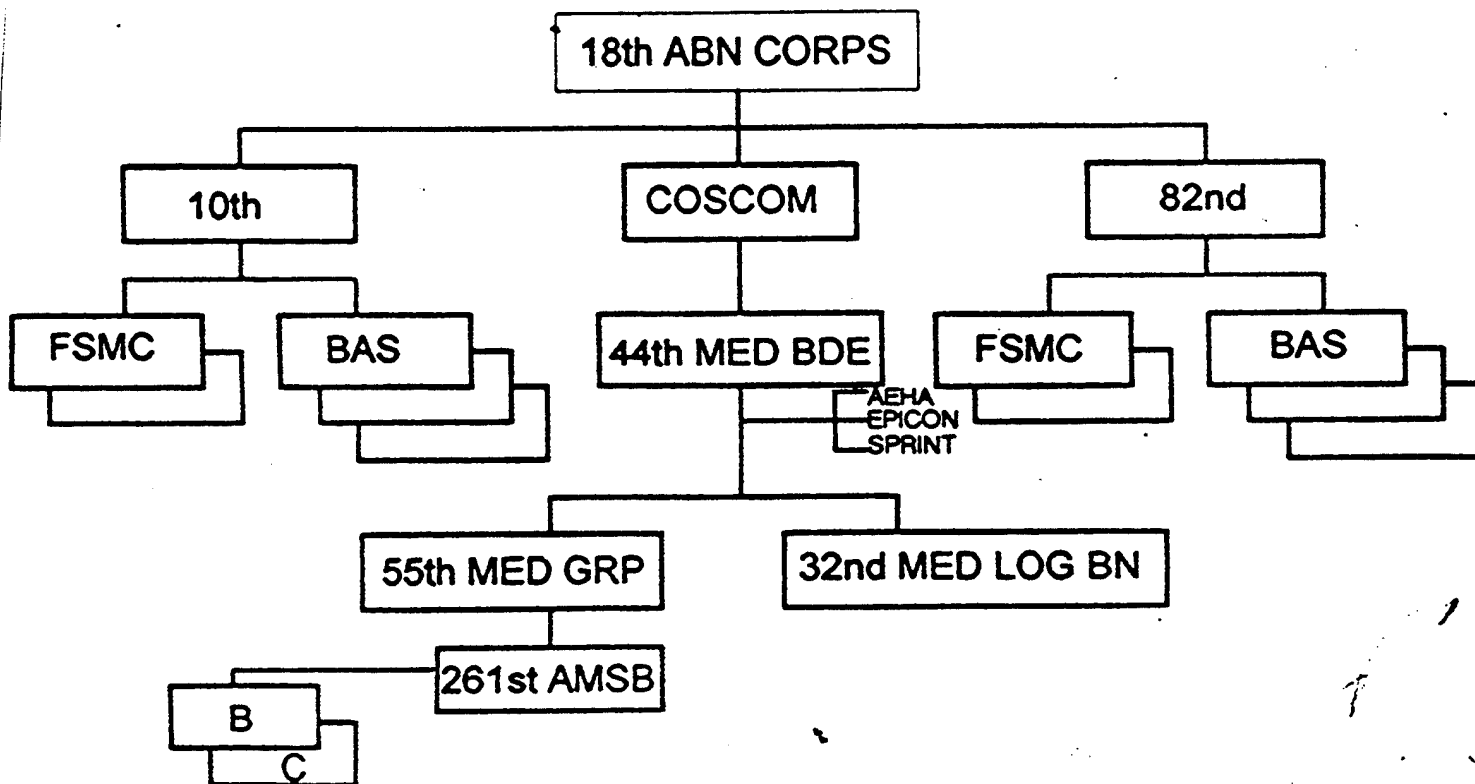 18th ABN CORPS
10th
COSCOM
82nd
FSMC
BAS
44th MED BDE
FSMC
BAS
AEHA
EPICON
SPRINT
55th MED GRP
32nd MED LOG BN
261st AMSB
B
C